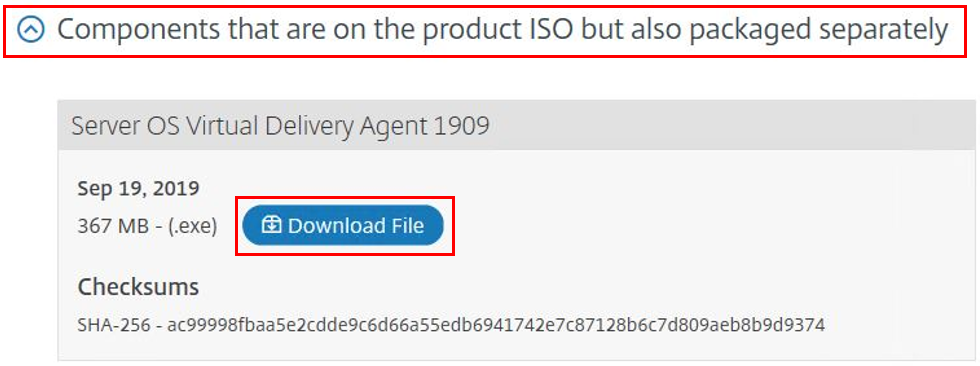 Components that are on the product ISO but also packaged separately
Server OS Virtual Delivery Agent 1909
Sep 19, 2019
367 MB - (.exe) Download File
Checksums
SHA-256 - ac99998fbaa5e2cdde9c6d66a55edb6941742e7c87128b6c7d809aeb8b9d9374